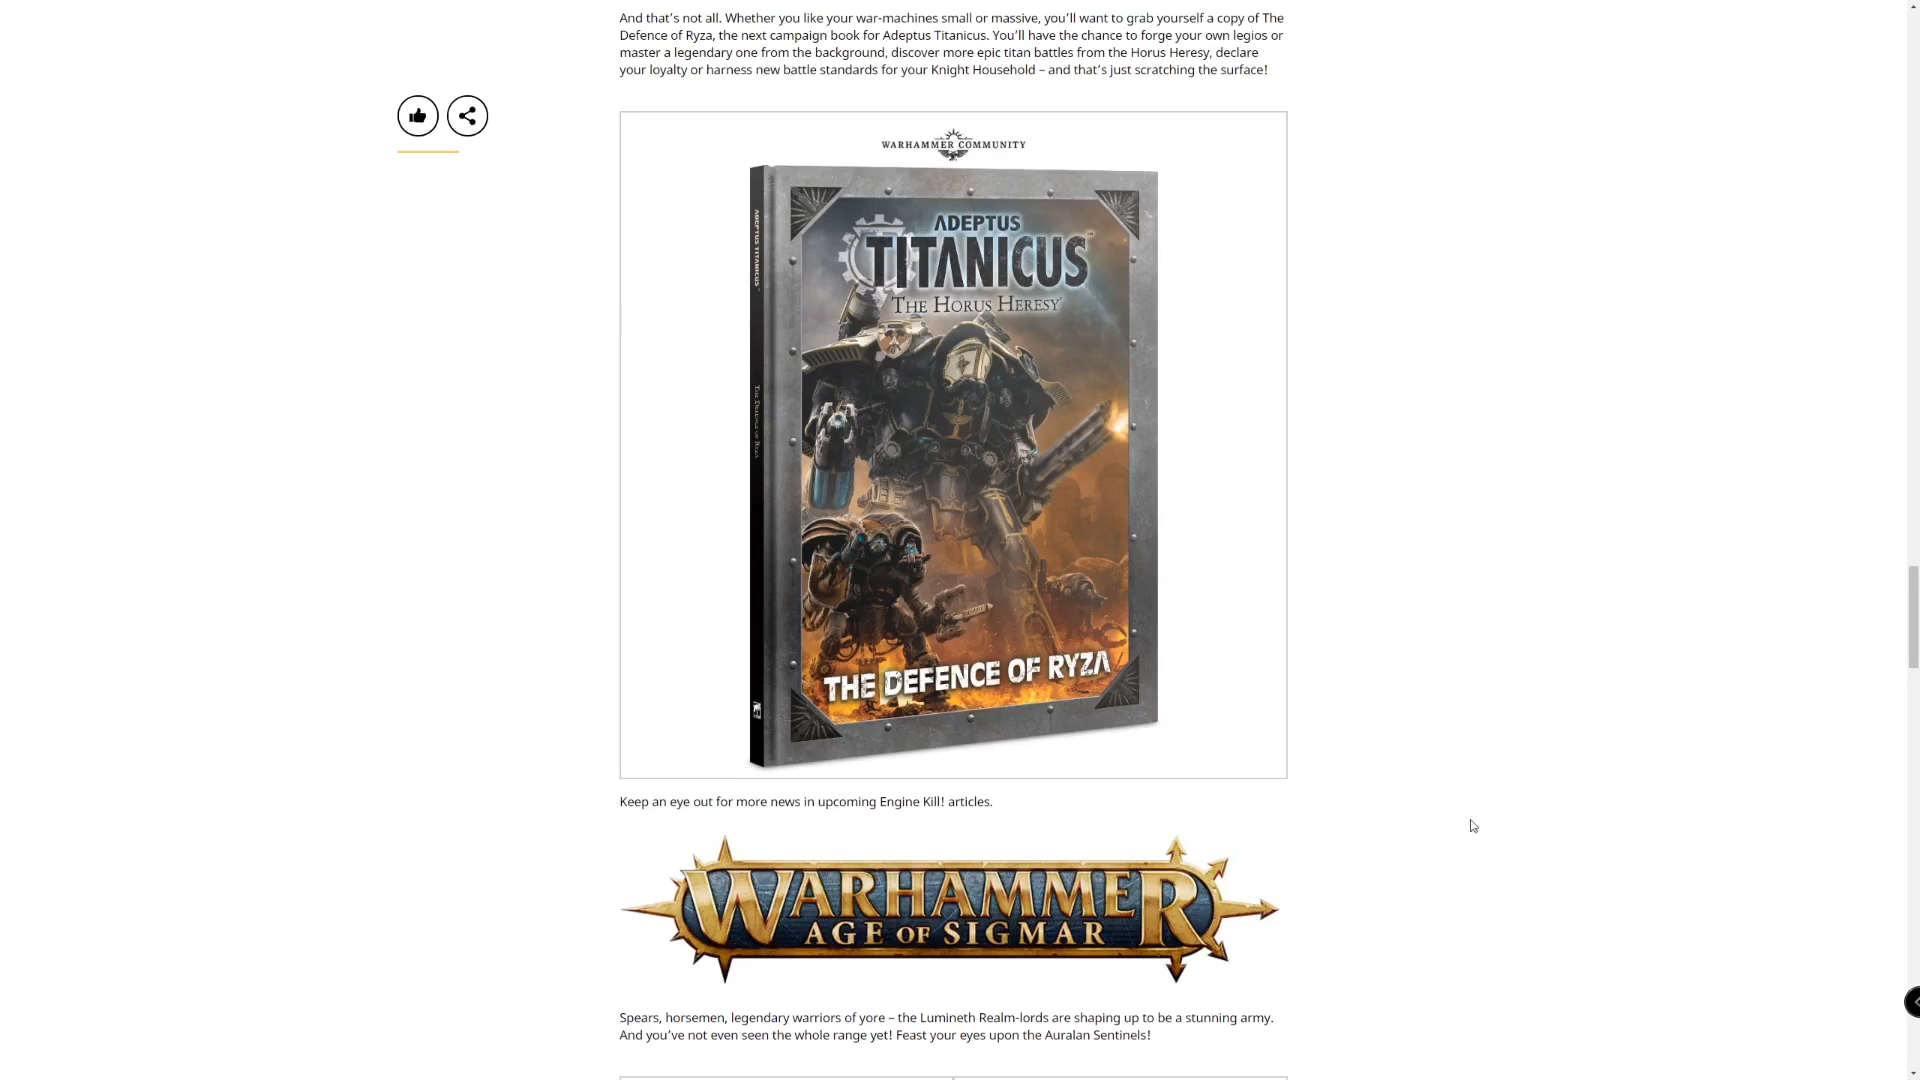 And that’s not all. Whether you like your war-machines small or massive, you’ll want to grab yourself a copy of The
Defence of Ryza, the next campaign book for Adeptus Titanicus. You’ll have the chance to forge your own legios or
master a legendary one from the background, discover more epic titan battles from the Horus Heresy, declare
your loyalty or harness new battle standards for your Knight Household – and that’s just scratching the surface!
WARHAMMER COMMUNITY
ADEPTUS TITANICUS
The Defence of Ryza
ADEPTUS
TITANICUS
THE HORUS HERESY
THE DEFENCE OF RYZA
Keep an eye out for more news in upcoming Engine Kill! articles.
WARHAMMER
AGE OF SIGMAR
Spears, horsemen, legendary warriors of yore – the Lumineth Realm-lords are shaping up to be a stunning army.
And you’ve not even seen the whole range yet! Feast your eyes upon the Auralan Sentinels!